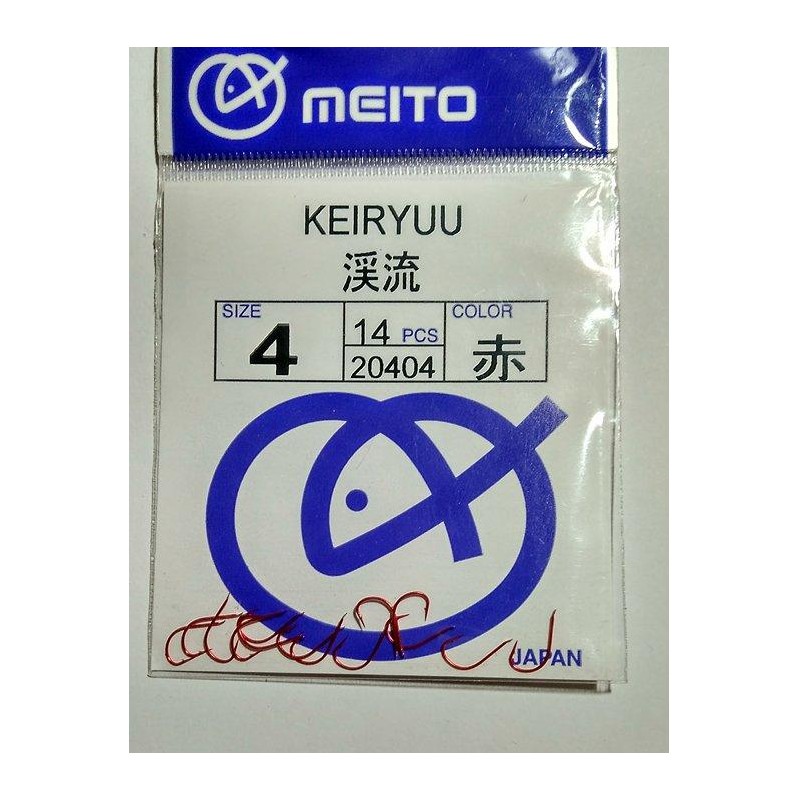 MEITO
KEIRYUU
渓流
SIZE
4
14 PCS
20404
COLOR
赤
JAPAN